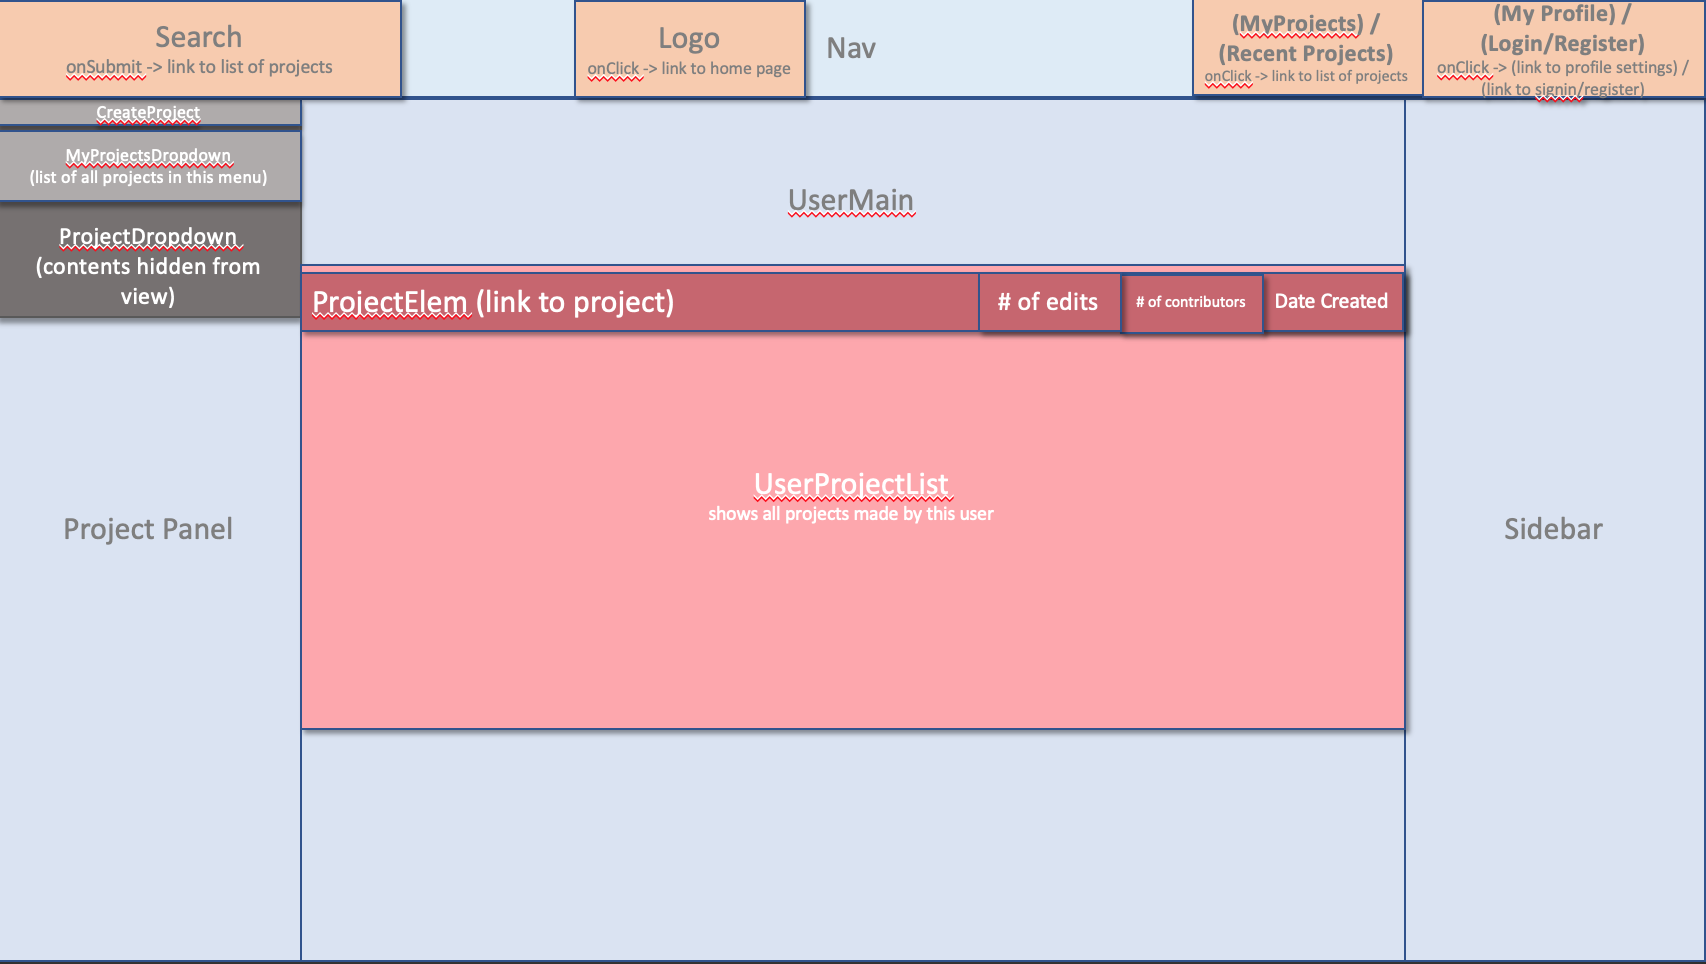 Search
onSubmit -> link to list of projects
Logo
onClick -> link to home page
Nav
(MyProjects) /
(Recent Projects)
onClick -> link to list of projects
(My Profile) /
(Login/Register)
onClick -> (link to profile settings) /
(link to signin/register)
CreateProject
MyProjectsDropdown
(list of all projects in this menu)
ProjectDropdown
(contents hidden from
view)
Project Panel
UserMain
ProjectElem (link to project)
# of edits
# of contributors
Date Created
UserProjectList
shows all projects made by this user
Sidebar